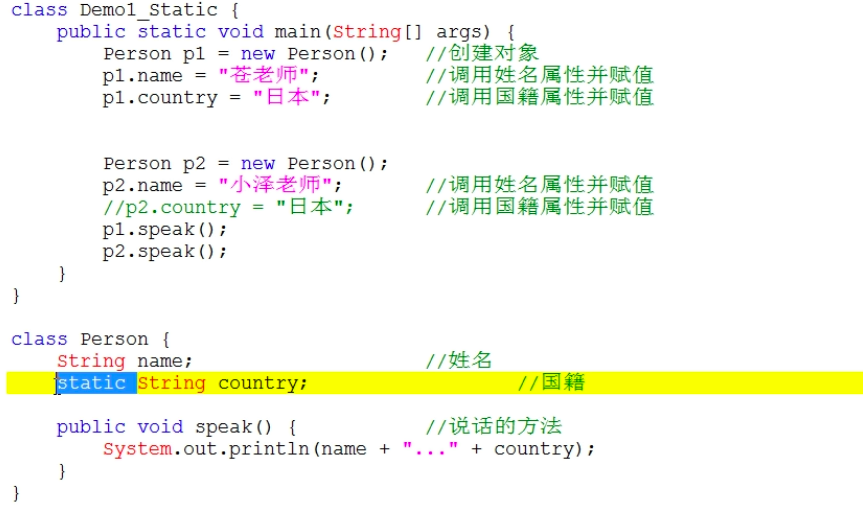 class Demo1_Static {
    public static void main(String[] args) {
        Person p1 = new Person();   //创建对象
        p1.name = "苍老师";         //调用姓名属性并赋值
        p1.country = "日本";        //调用国籍属性并赋值
        Person p2 = new Person();
        p2.name = "小泽老师";       //调用姓名属性并赋值
        //p2.country = "日本";      //调用国籍属性并赋值
        p1.speak();
        p2.speak();
    }
}
class Person {
    String name;                    //姓名
    static String country;                  //国籍
    public void speak() {           //说话的方法
        System.out.println(name + "..." + country);
    }
}